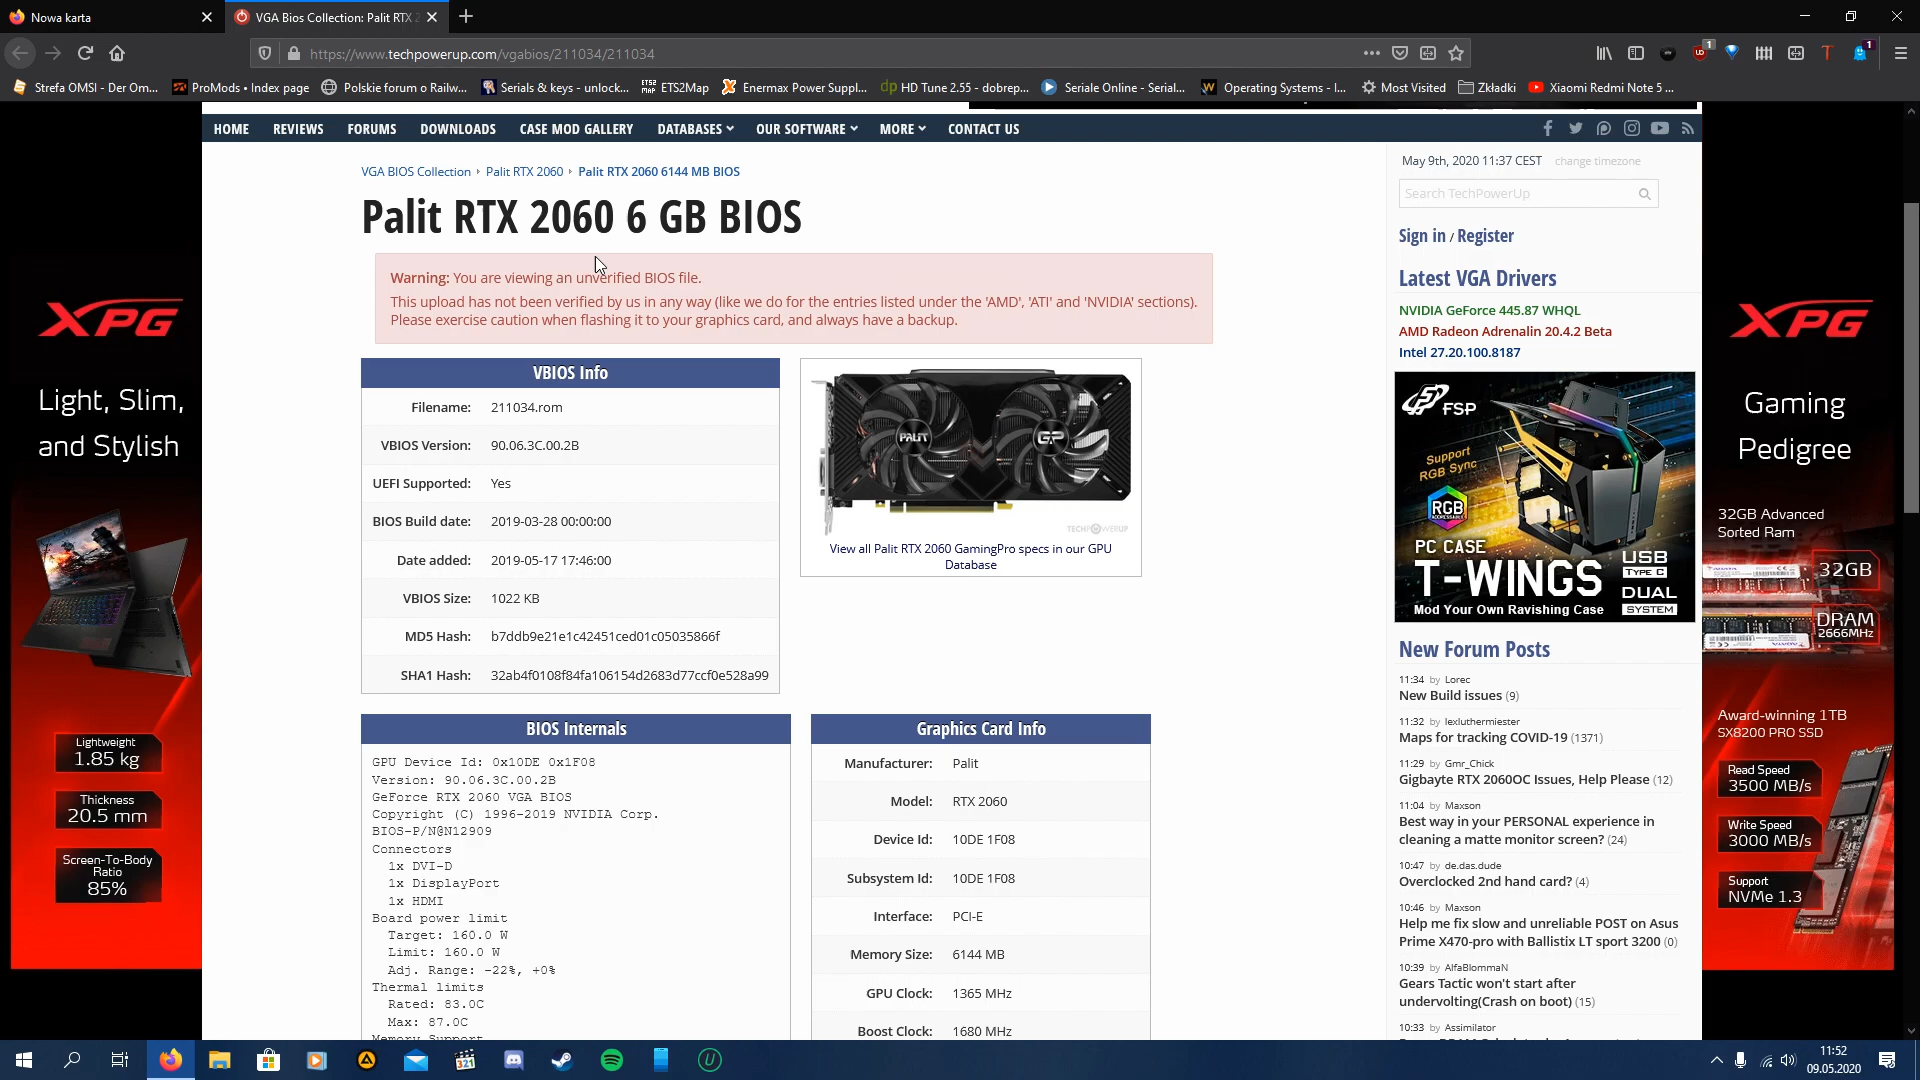 Nowa karta
VGA Bios Collection: Palit RTX 2
https://www.techpowerup.com/vgabios/211034/211034
1
1
Strefa OMSI - Der Om...
ProMods • Index page
Polskie forum o Railw...
Serials & keys - unlock...
ETS2 MAP
ETS2Map
Enermax Power Suppl...
dp
HD Tune 2.55 - dobrep...
Seriale Online - Serial...
Operating Systems - I...
Most Visited
Zkładki
Xiaomi Redmi Note 5 ...
HOME
REVIEWS
FORUMS
DOWNLOADS
CASE MOD GALLERY
DATABASES
OUR SOFTWARE
MORE
CONTACT US
VGA BIOS Collection
Palit RTX 2060
Palit RTX 2060 6144 MB BIOS
Palit RTX 2060 6 GB BIOS
Warning: You are viewing an unverified BIOS file.
This upload has not been verified by us in any way (like we do for the entries listed under the 'AMD', 'ATI' and 'NVIDIA' sections).
Please exercise caution when flashing it to your graphics card, and always have a backup.
VBIOS Info
Filename: 211034.rom
VBIOS Version: 90.06.3C.00.2B
UEFI Supported: Yes
BIOS Build date: 2019-03-28 00:00:00
Date added: 2019-05-17 17:46:00
VBIOS Size: 1022 KB
MD5 Hash: b7ddb9e21e1c42451ced01c05035866f
SHA1 Hash: 32ab4f0108f84fa106154d2683d77ccf0e528a99
PALIT
GP
TECHPOWERUP
View all Palit RTX 2060 GamingPro specs in our GPU
Database
BIOS Internals
GPU Device Id: 0x10DE 0x1F08
Version: 90.06.3C.00.2B
GeForce RTX 2060 VGA BIOS
Copyright (C) 1996-2019 NVIDIA Corp.
BIOS-P/N@N12909
Connectors
1x DVI-D
1x DisplayPort
1x HDMI
Board power limit
Target: 160.0 W
Limit: 160.0 W
Adj. Range: -22%, +0%
Thermal limits
Rated: 83.0C
Max: 87.0C
Memory Support
Graphics Card Info
Manufacturer: Palit
Model: RTX 2060
Device Id: 10DE 1F08
Subsystem Id: 10DE 1F08
Interface: PCI-E
Memory Size: 6144 MB
GPU Clock: 1365 MHz
Boost Clock: 1680 MHz
May 9th, 2020 11:37 CEST change timezone
Search TechPowerUp
Sign in / Register
Latest VGA Drivers
NVIDIA GeForce 445.87 WHQL
AMD Radeon Adrenalin 20.4.2 Beta
Intel 27.20.100.8187
FSP
Support
RGB Sync
RGB
PC CASE
T-WINGS
Mod Your Own Ravishing Case
USB
TYPE C
DUAL
SYSTEM
New Forum Posts
11:34 by Lorec
New Build issues (9)
11:32 by lexluthermiester
Maps for tracking COVID-19 (1371)
11:29 by Gmr_Chick
Gigbayte RTX 2060OC Issues, Help Please (12)
11:04 by Maxson
Best way in your PERSONAL experience in
cleaning a matte monitor screen? (24)
10:47 by de.das.dude
Overclocked 2nd hand card? (4)
10:46 by Maxson
Help me fix slow and unreliable POST on Asus
Prime X470-pro with Ballistix LT sport 3200 (0)
10:39 by AlfaBlommaN
Gears Tactic won't start after
undervolting(Crash on boot) (15)
10:33 by Assimilator
XPG
Light, Slim,
and Stylish
Lightweight
1.85 kg
Thickness
20.5 mm
Screen-To-Body
Ratio
85%
XPG
Gaming
Pedigree
32GB Advanced
Sorted Ram
32GB
DRAM
2666MHz
Award-winning 1TB
SX8200 PRO SSD
Read Speed
3500 MB/s
Write Speed
3000 MB/s
Support
NVMe 1.3
11:52
09.05.2020